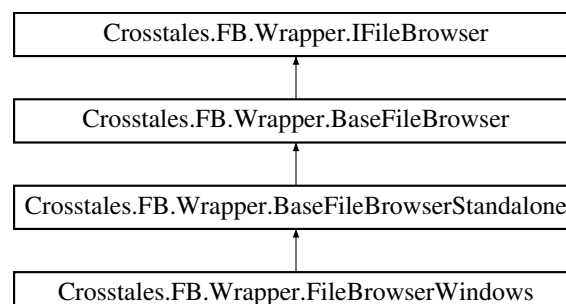 Crosstales.FB.Wrapper.IFileBrowser
Crosstales.FB.Wrapper.BaseFileBrowser
Crosstales.FB.Wrapper.BaseFileBrowserStandalone
Crosstales.FB.Wrapper.FileBrowserWindows